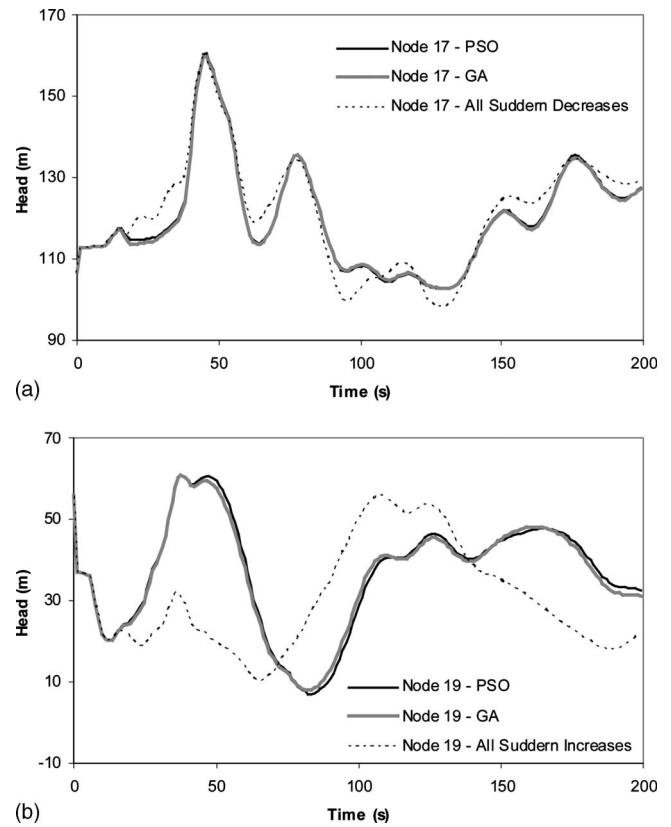 170
150
130
110
90
Head (m)
Node 17 - PSO
Node 17 - GA
Node 17 - All Suddern Decreases
0 50 100 150 200
Time (s)
(a)
70
50
30
10
-10
Head (m)
Node 19 - PSO
Node 19 - GA
Node 19 - All Suddern Increases
0 50 100 150 200
Time (s)
(b)